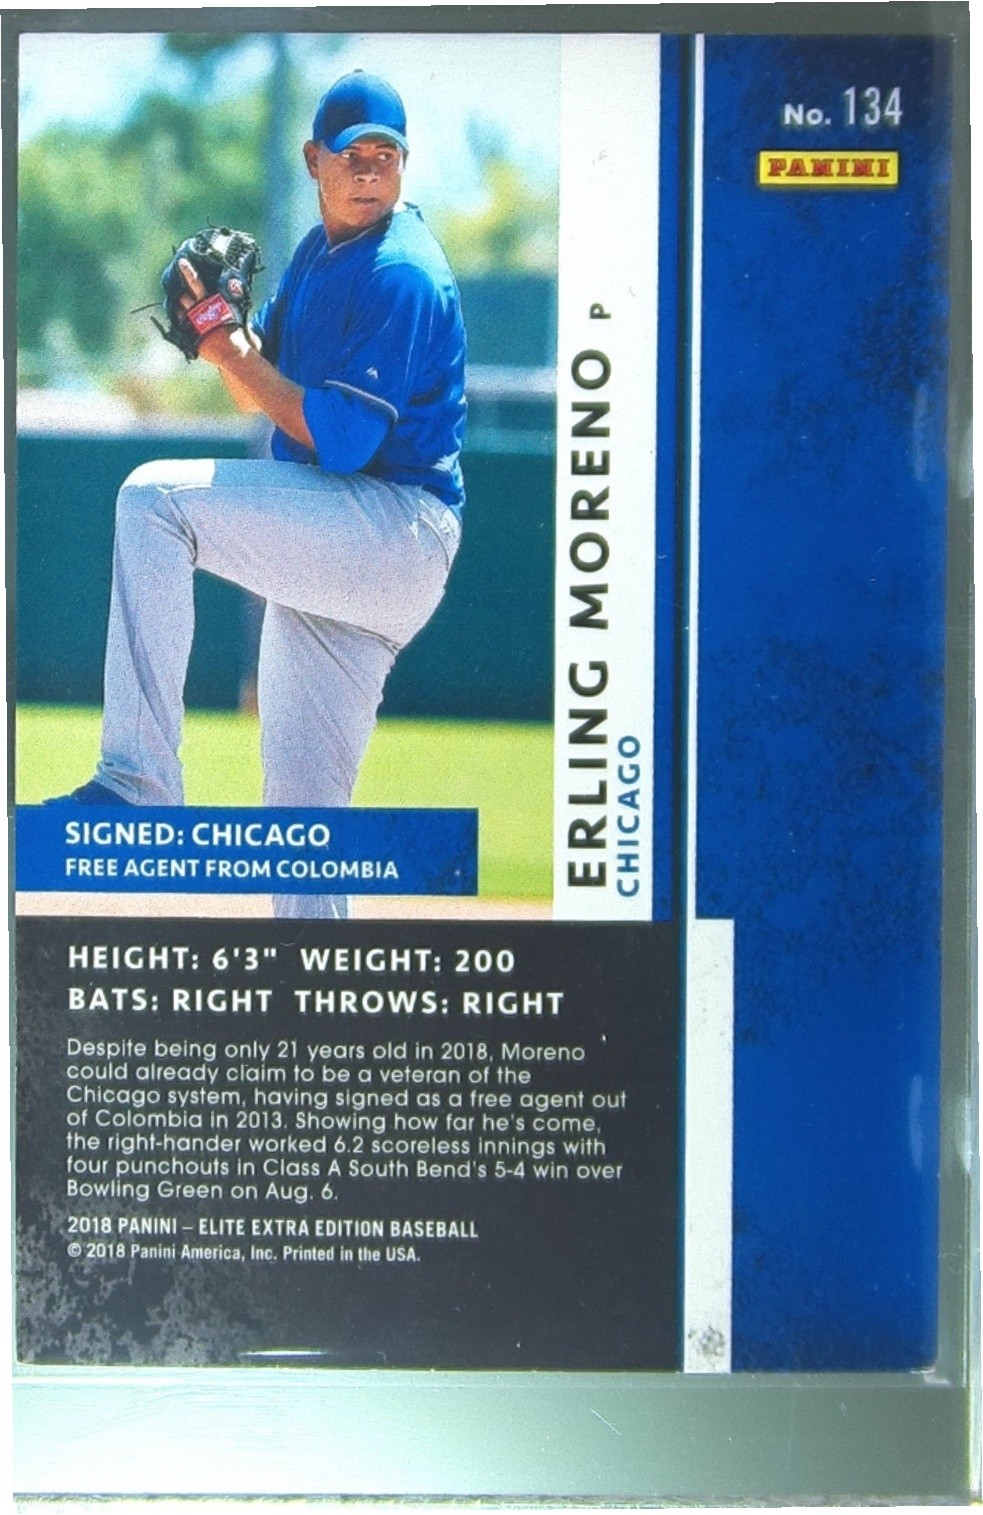 No. 134
PANINI
ERLING MORENO P
CHICAGO
SIGNED: CHICAGO
FREE AGENT FROM COLOMBIA
HEIGHT: 6'3" WEIGHT: 200
BATS: RIGHT THROWS: RIGHT
Despite being only 21 years old in 2018, Moreno
could already claim to be a veteran of the
Chicago system, having signed as a free agent out
of Colombia in 2013. Showing how far he's come,
the right-hander worked 6.2 scoreless innings with
four punchouts in Class A South Bend's 5-4 win over
Bowling Green on Aug. 6.
2018 PANINI – ELITE EXTRA EDITION BASEBALL
© 2018 Panini America, Inc. Printed in the USA.